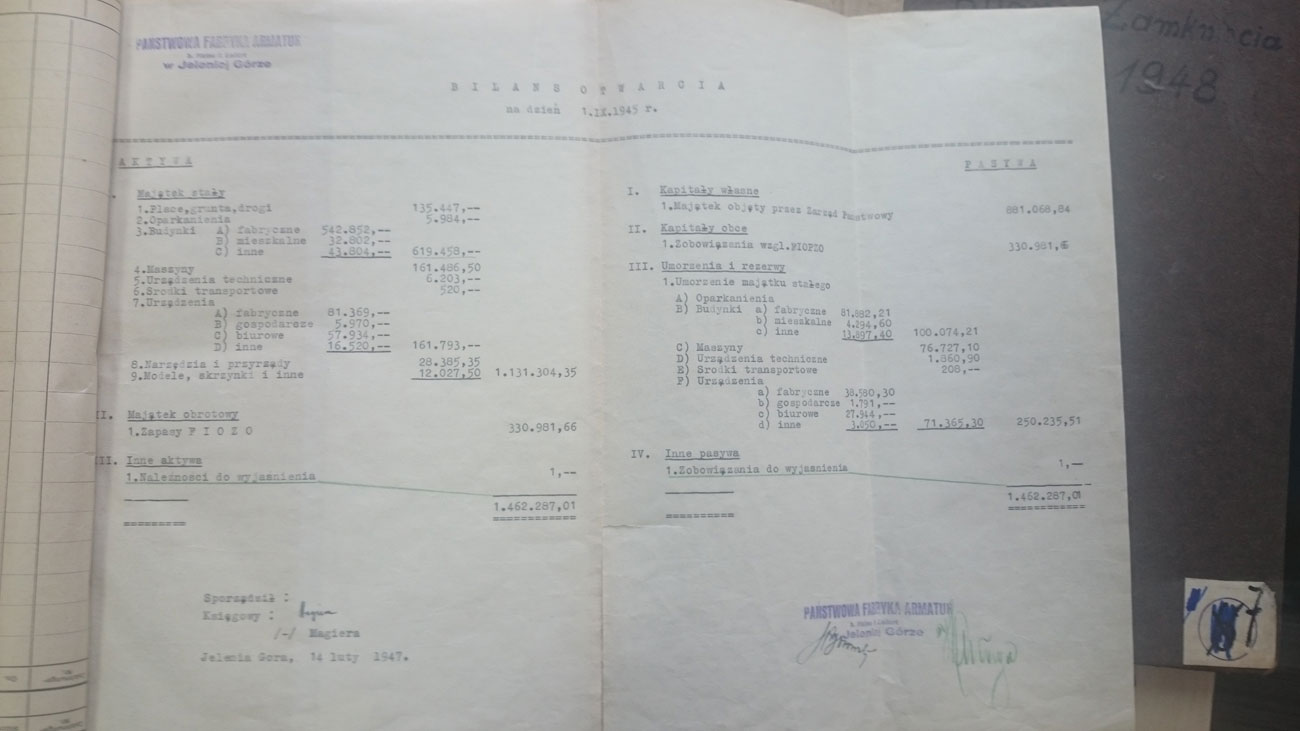 PAŃSTWOWA FABRYKA ARMATUR
w Jeleniej Górze
BILANS OTWARCIA
na dzień 1.IX.1945 r.
AKTYWA
Majątek stały
1.Place,grunta,drogi 135.447,--
2.Oparkanienia 5.984,--
3.Budynki A) fabryczne 542.852,--
B) mieszkalne 32.802,--
C) inne 43.804,-- 619.458,--
4.Maszyny 161.486,50
5.Urządzenia techniczne 6.203,--
6.Środki transportowe 520,--
7.Urządzenia
A) fabryczne 81.369,--
B) gospodarcze 5.970,--
C) biurowe 57.934,--
D) inne 16.520,-- 161.793,--
8.Narzędzia i przyrządy 28.385,35
9.Modele, skrzynki i inne 12.027,50 1.131.304,35
II. Majątek obrotowy
1.Zapasy P I O Z O 330.981,66
III. Inne aktywa
1.Należności do wyjaśnienia 1,--
1.462.287,01
Sporządził :
Księgowy :
/-/ Magiera
Jelenia Gora, 14 luty 1947.
PASYWA
I. Kapitały własne
1.Majątek objęty przez Zarząd Państwowy 881.068,84
II. Kapitały obce
1.Zobowiązania wzgl.PIOPZO 330.981,6
III. Umorzenia i rezerwy
1.Umorzenie majątku stałego
A) Oparkanienia
B) Budynki a) fabryczne 81.882,21
b) mieszkalne 4.294,60
c) inne 13.897,40 100.074,21
C) Maszyny 76.727,10
D) Urządzenia techniczne 1.860,90
E) Środki transportowe 208,--
F) Urządzenia
a) fabryczne 38.580,30
b) gospodarcze 1.791,--
c) biurowe 27.944,--
d) inne 3.050,-- 71.365,30 250.235,51
IV. Inne pasywa
1.Zobowiązania do wyjaśnienia 1,--
1.462.287,01
PAŃSTWOWA FABRYKA ARMATUR
Jeleniej Górze
Zamknięcia
1948
7